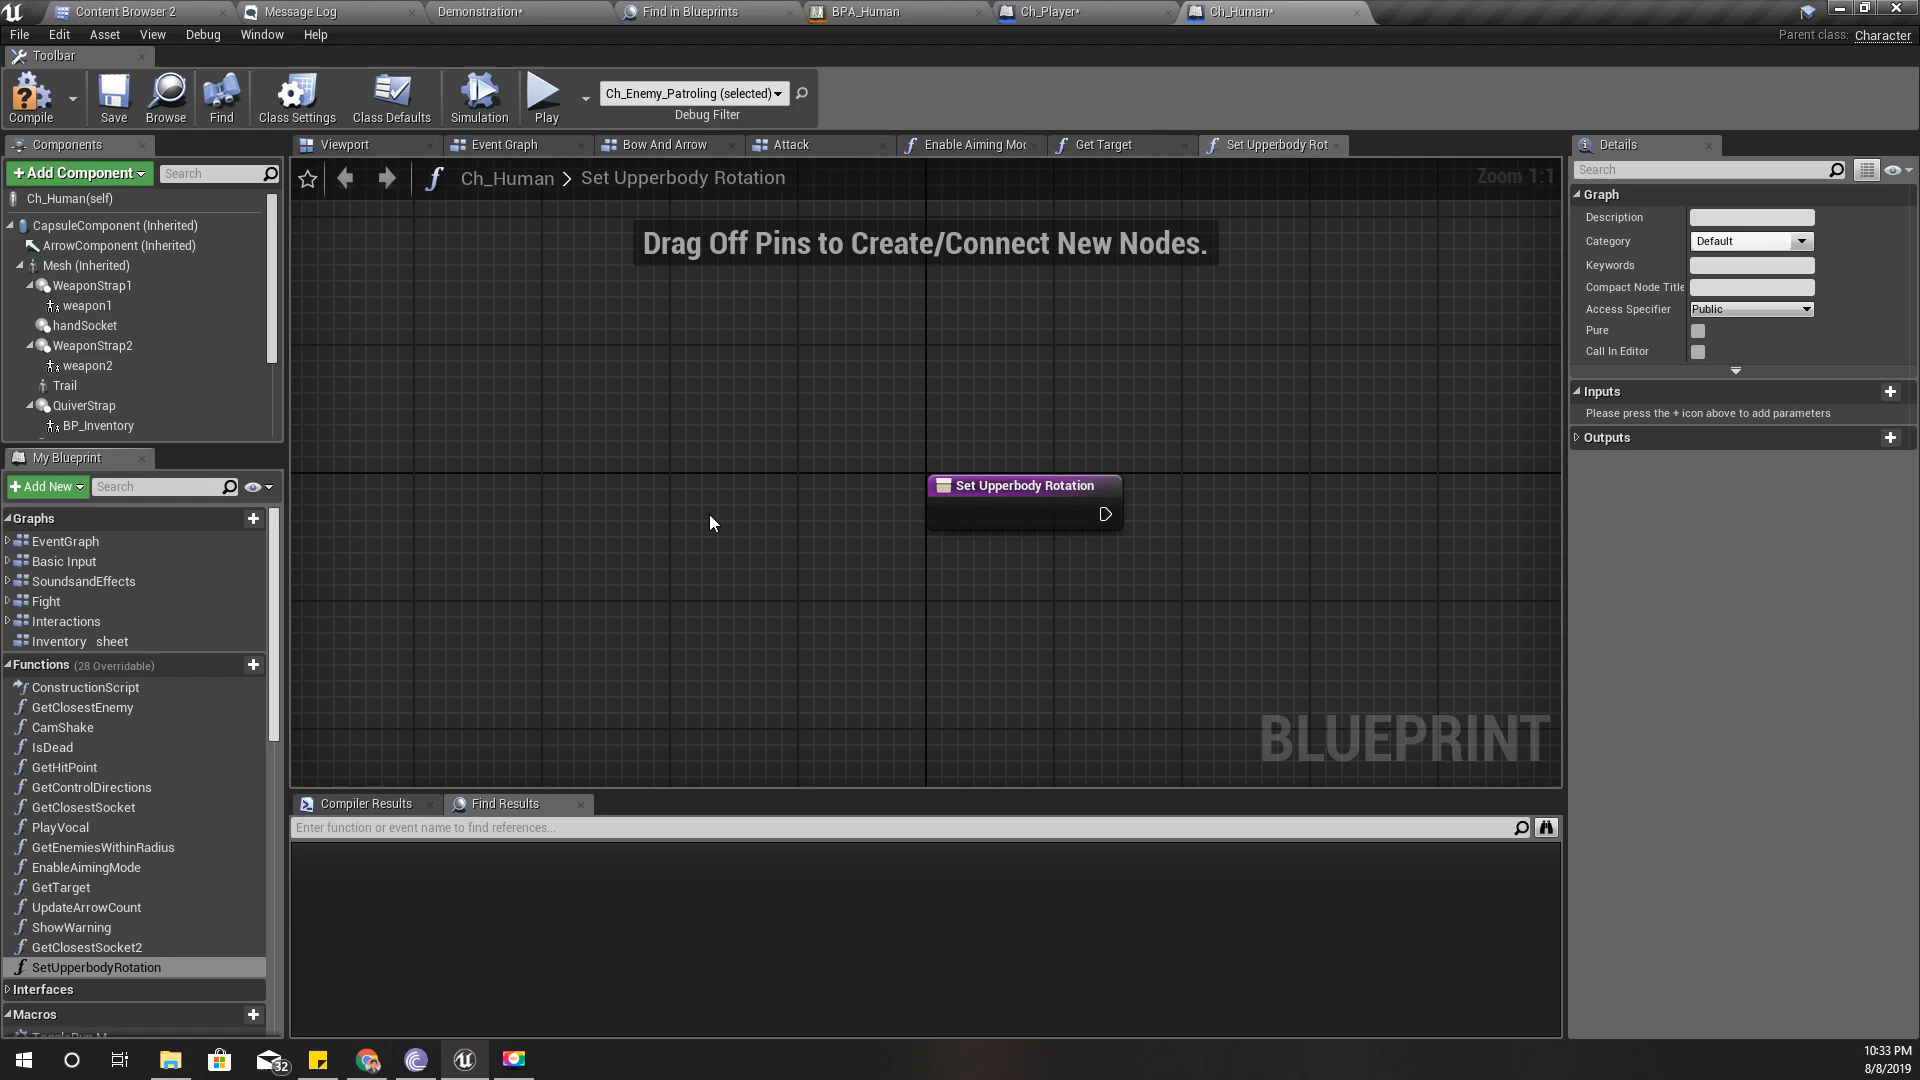 Content Browser 2
Message Log
Demonstration*
Find in Blueprints
BPA_Human
Ch_Player*
Ch_Human*
File Edit Asset View Debug Window Help
Parent class: Character
Toolbar
Compile
Save
Browse
Find
Class Settings
Class Defaults
Simulation
Play
Ch_Enemy_Patroling (selected)
Debug Filter
Components
+Add Component
Search
Ch_Human(self)
CapsuleComponent (Inherited)
ArrowComponent (Inherited)
Mesh (Inherited)
WeaponStrap1
weapon1
handSocket
WeaponStrap2
weapon2
Trail
QuiverStrap
BP_Inventory
My Blueprint
+Add New
Search
Graphs
EventGraph
Basic Input
SoundsandEffects
Fight
Interactions
Inventory sheet
Functions (28 Overridable)
ConstructionScript
GetClosestEnemy
CamShake
IsDead
GetHitPoint
GetControlDirections
GetClosestSocket
PlayVocal
GetEnemiesWithinRadius
EnableAimingMode
GetTarget
UpdateArrowCount
ShowWarning
GetClosestSocket2
SetUpperbodyRotation
Interfaces
Macros
Viewport
Event Graph
Bow And Arrow
Attack
Enable Aiming Moc
Get Target
Set Upperbody Rot
Ch_Human > Set Upperbody Rotation
Zoom 1:1
Drag Off Pins to Create/Connect New Nodes.
Set Upperbody Rotation
BLUEPRINT
Compiler Results
Find Results
Enter function or event name to find references...
Details
Search
Graph
Description
Category Default
Keywords
Compact Node Title
Access Specifier Public
Pure
Call In Editor
Inputs
Please press the + icon above to add parameters
Outputs
32
10:33 PM
8/8/2019